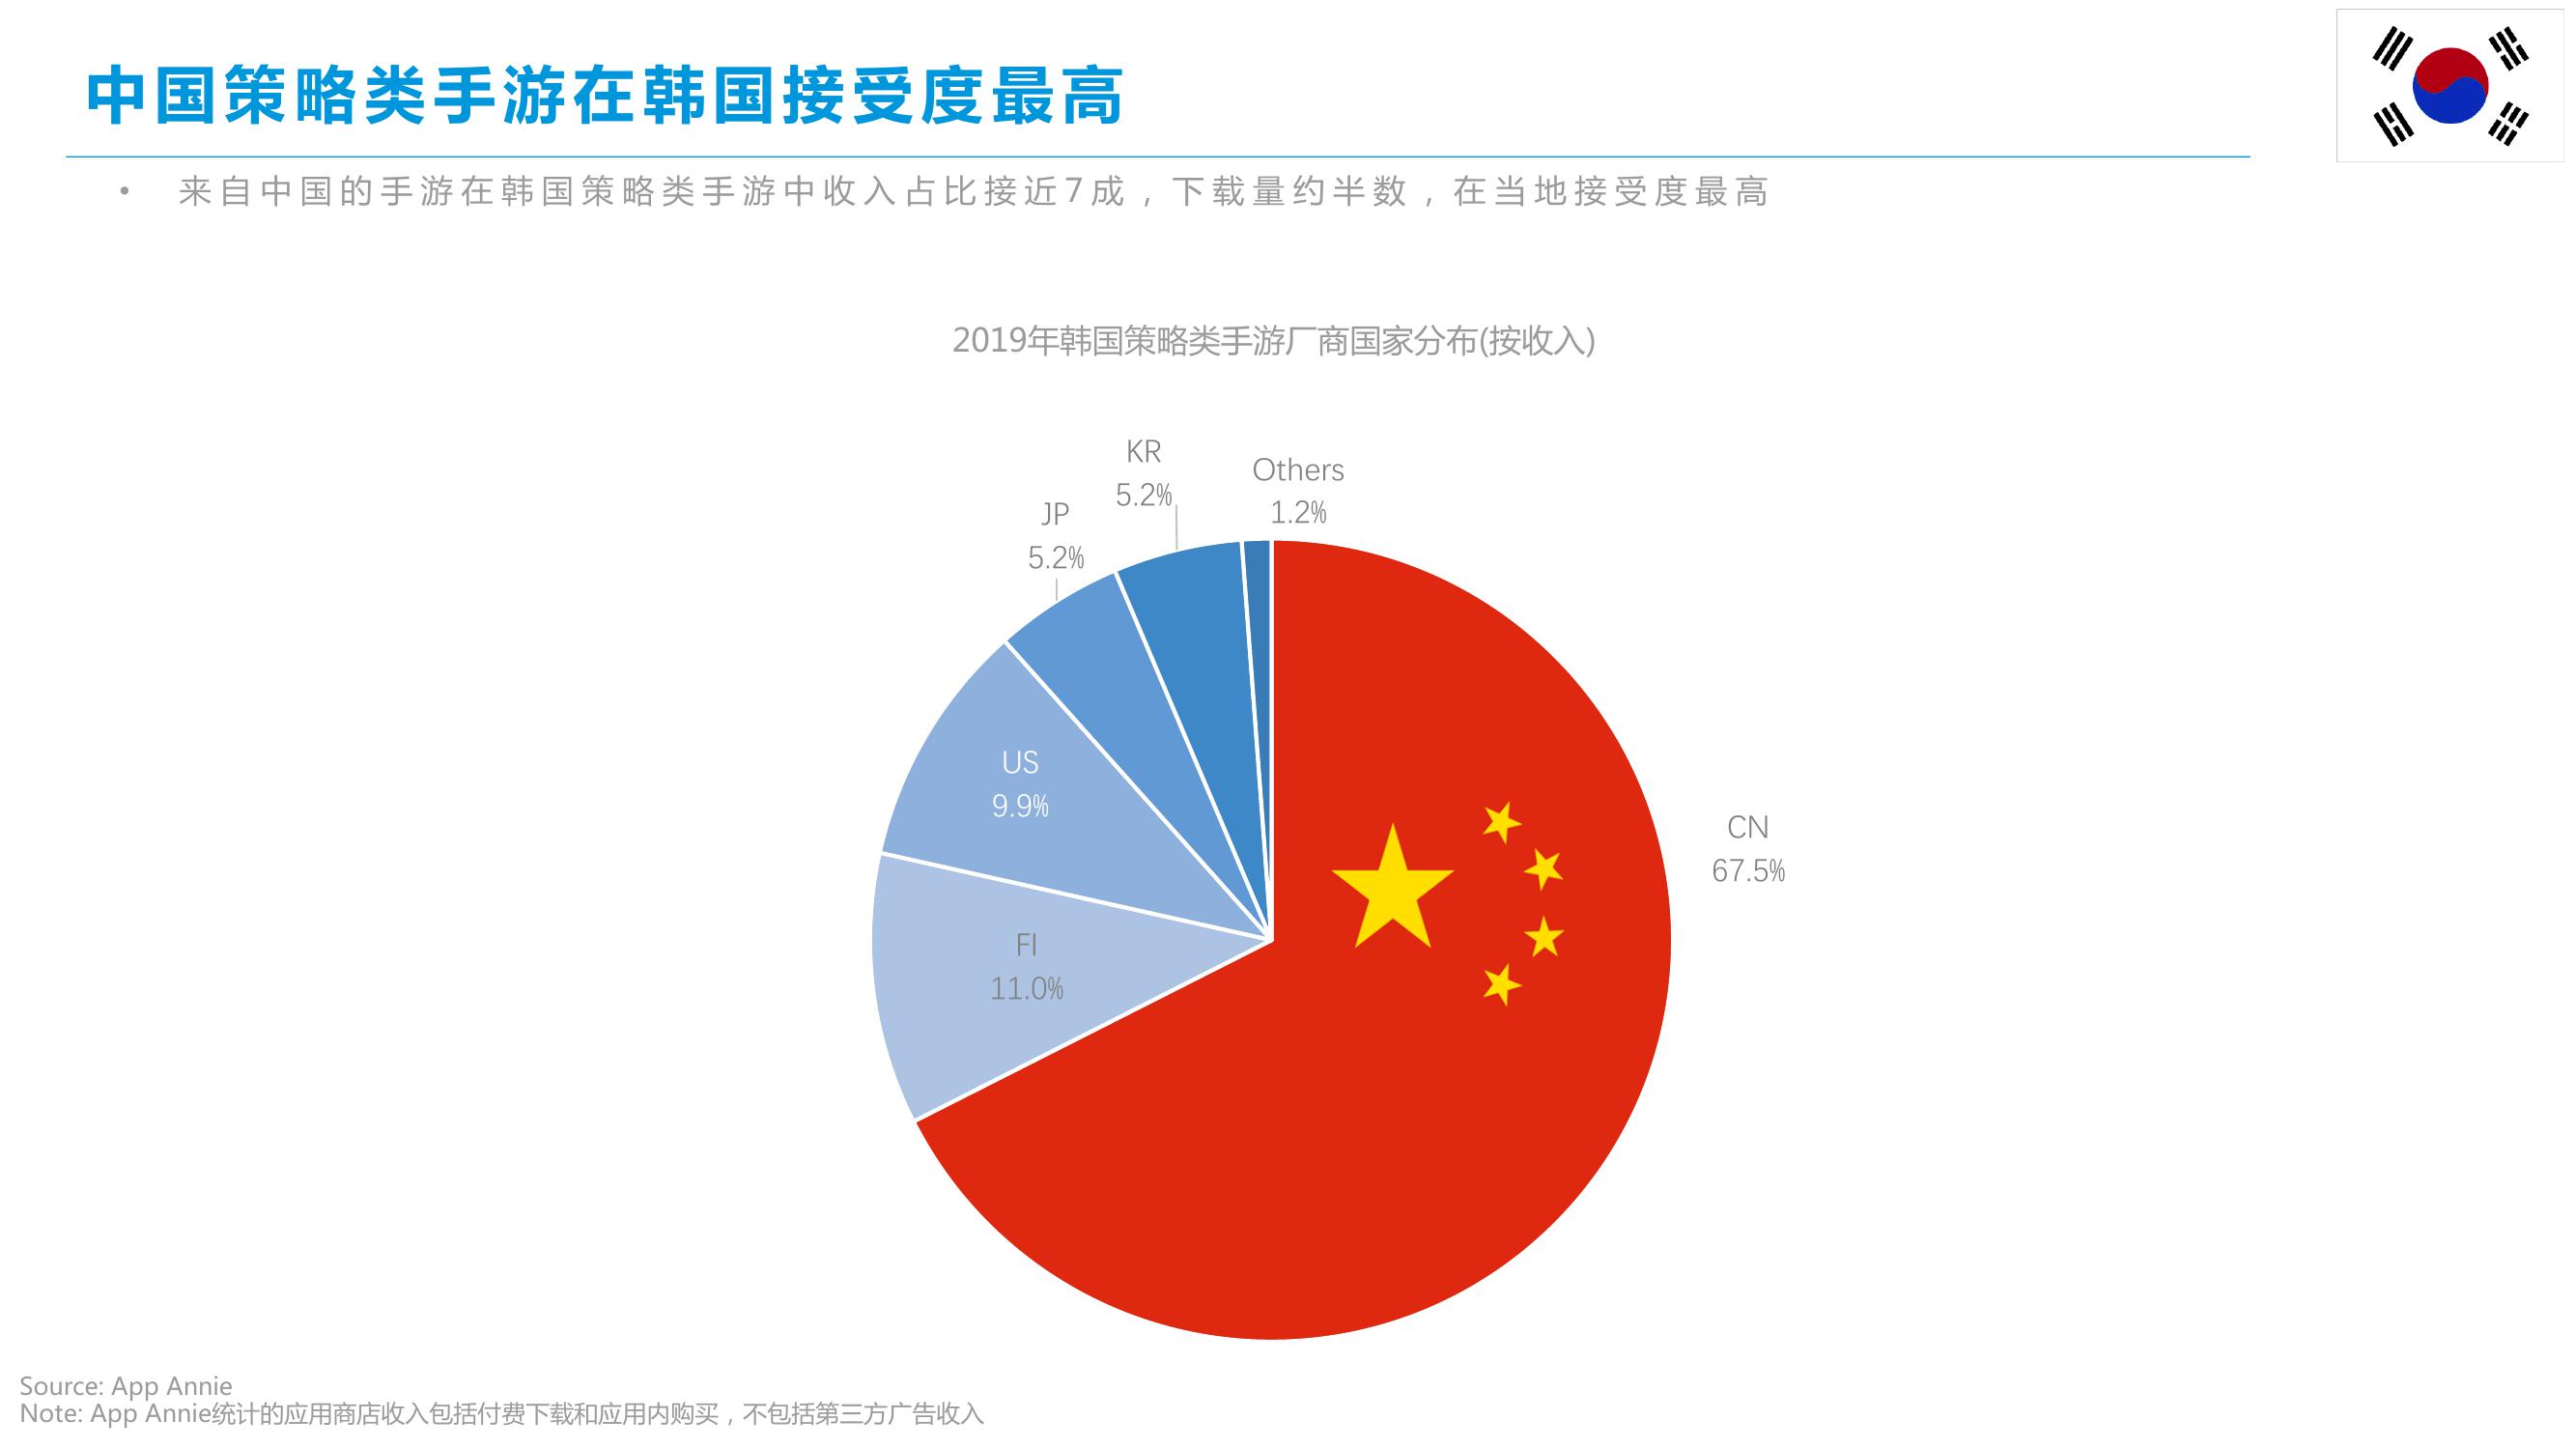 中国策略类手游在韩国接受度最高
• 来自中国的手游在韩国策略类手游中收入占比接近7成，下载量约半数，在当地接受度最高
2019年韩国策略类手游厂商国家分布(按收入)
KR
5.2%
Others
1.2%
JP
5.2%
US
9.9%
CN
67.5%
FI
11.0%
Source: App Annie
Note: App Annie统计的应用商店收入包括付费下载和应用内购买，不包括第三方广告收入